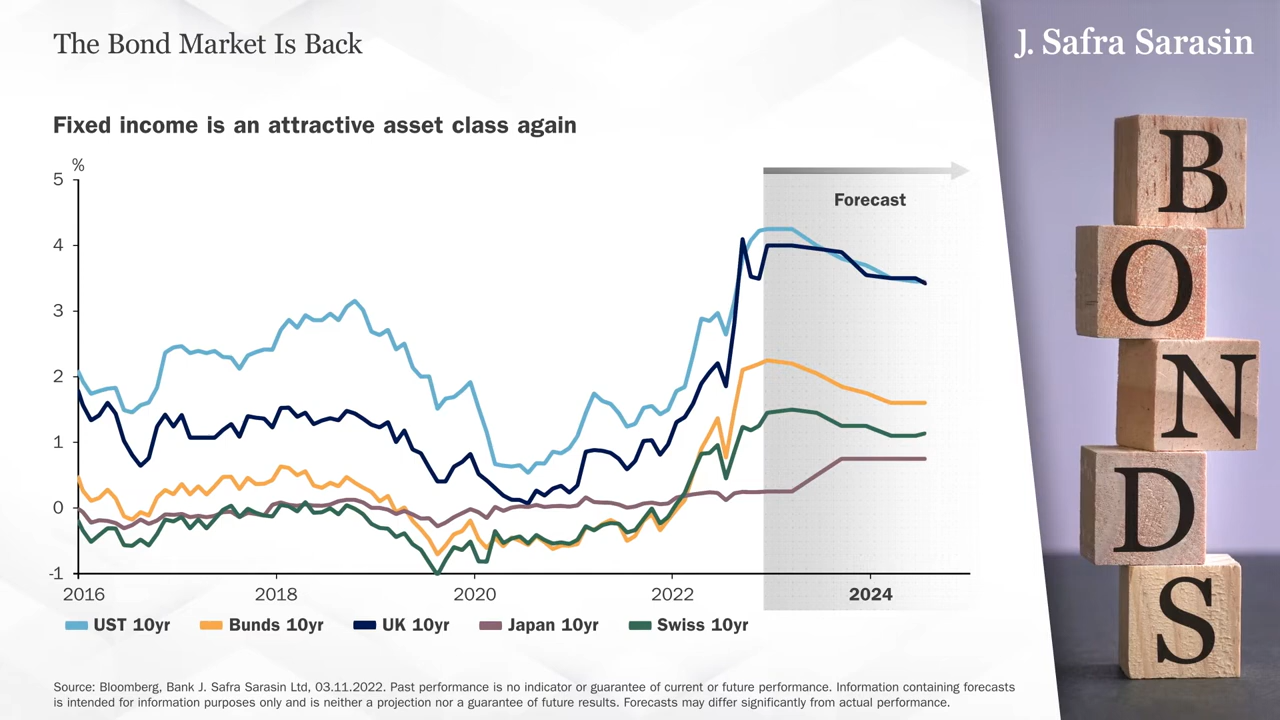 The Bond Market Is Back
J. Safra Sarasin
Fixed income is an attractive asset class again
%
5
4
3
2
1
0
-1
Forecast
2016
2018
2020
2022
2024
UST 10yr
Bunds 10yr
UK 10yr
Japan 10yr
Swiss 10yr
Source: Bloomberg, Bank J. Safra Sarasin Ltd, 03.11.2022. Past performance is no indicator or guarantee of current or future performance. Information containing forecasts
is intended for information purposes only and is neither a projection nor a guarantee of future results. Forecasts may differ significantly from actual performance.
B
O
N
D
S